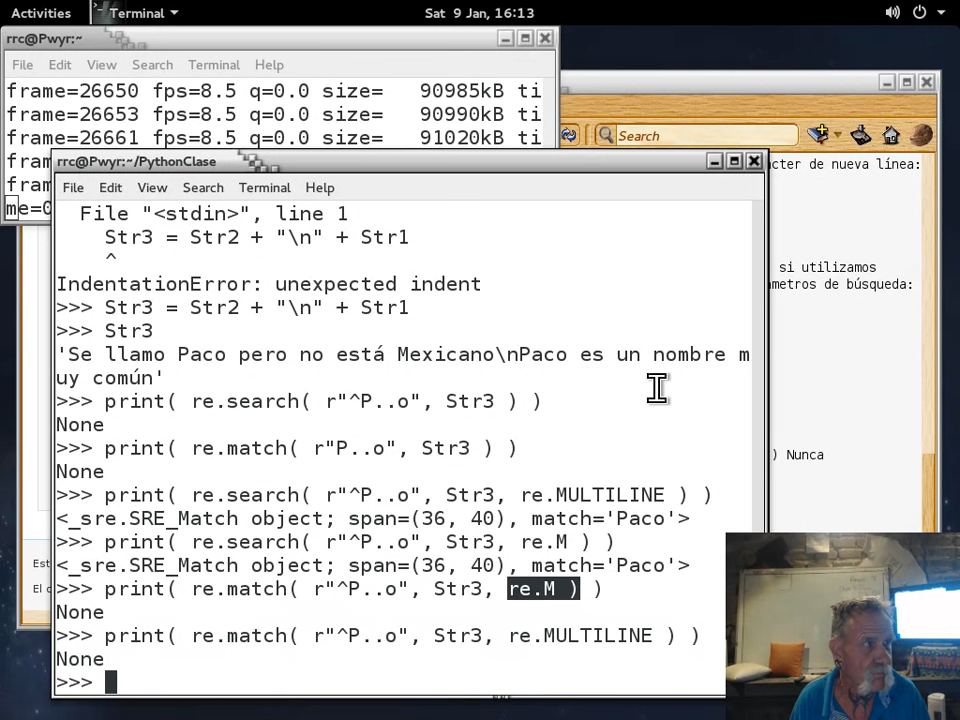 Activities
Terminal
Sat 9 Jan, 16:13
rrc@Pwyr:~
File Edit View Search Terminal Help
frame=26650 fps=8.5 q=0.0 size= 90985kB ti
frame=26653 fps=8.5 q=0.0 size= 90990kB ti
frame=26661 fps=8.5 q=0.0 size= 91020kB ti
fram
fram
me=0
Search
acter de nueva línea:
si utilizamos
ámetros de búsqueda:
) Nunca
Est
El c
rrc@Pwyr:~/PythonClase
File Edit View Search Terminal Help
File "<stdin>", line 1
Str3 = Str2 + "\n" + Str1
^
IndentationError: unexpected indent
>>> Str3 = Str2 + "\n" + Str1
>>> Str3
'Se llamo Paco pero no está Mexicano\nPaco es un nombre m
uy común'
>>> print( re.search( r"^P..o", Str3 ) )
None
>>> print( re.match( r"P..o", Str3 ) )
None
>>> print( re.search( r"^P..o", Str3, re.MULTILINE ) )
<_sre.SRE_Match object; span=(36, 40), match='Paco'>
>>> print( re.search( r"^P..o", Str3, re.M ) )
<_sre.SRE_Match object; span=(36, 40), match='Paco'>
>>> print( re.match( r"^P..o", Str3, re.M ) )
None
>>> print( re.match( r"^P..o", Str3, re.MULTILINE ) )
None
>>>